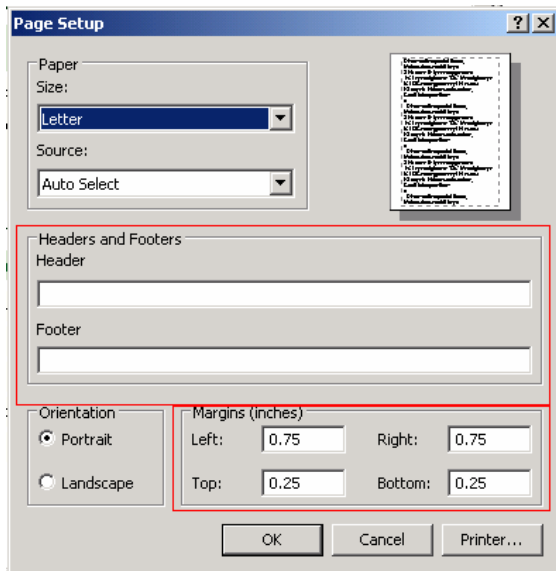 Page Setup
Paper
Size:
Letter
Source:
Auto Select
Headers and Footers
Header
Footer
Orientation
Portrait
Landscape
Margins (inches)
Left: 0.75 Right: 0.75
Top: 0.25 Bottom: 0.25
OK Cancel Printer...